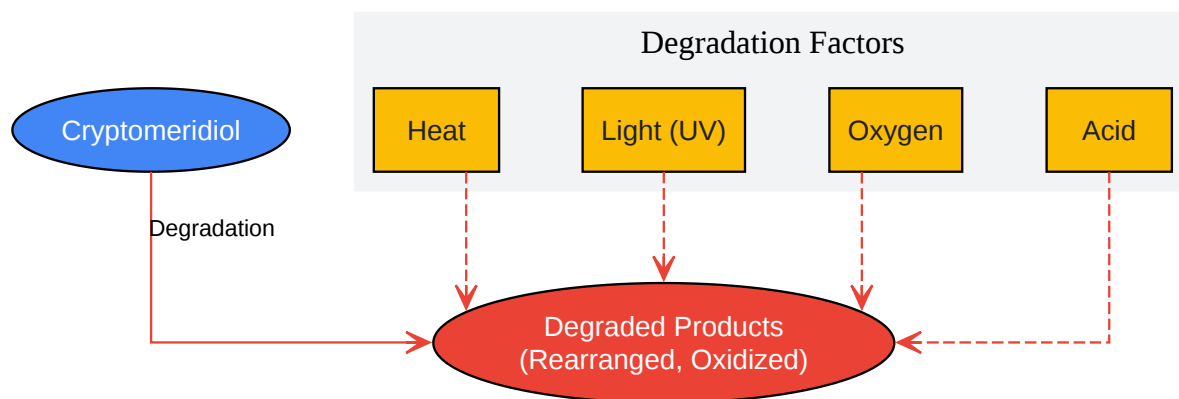 Degradation Factors
Cryptomeridiol
Heat
Light (UV)
Oxygen
Acid
Degradation
Degraded Products
(Rearranged, Oxidized)